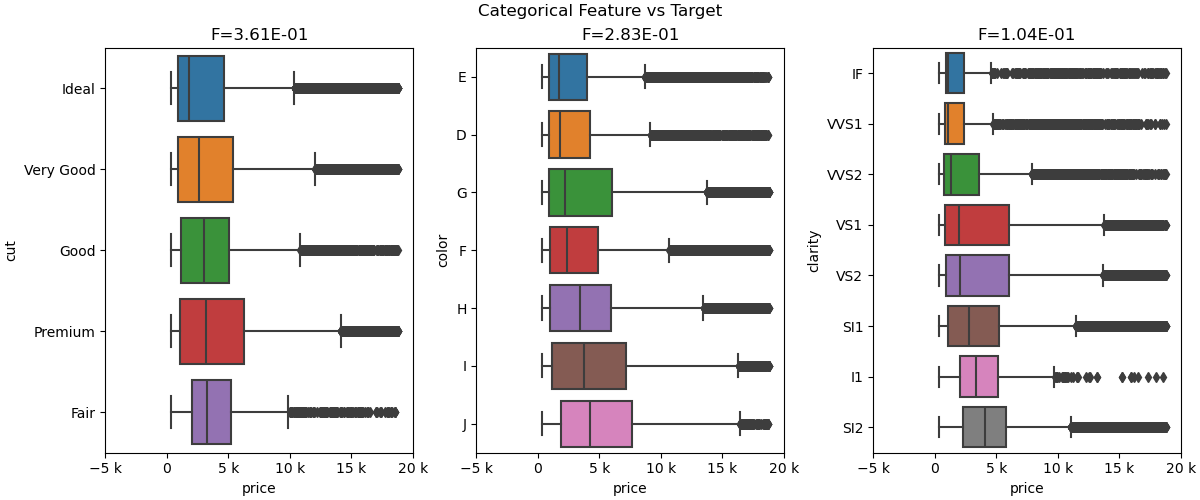 Categorical Feature vs Target
F=3.61E-01
Ideal
Very Good
Good
Premium
Fair
cut
−5 k
0
5 k
10 k
15 k
20 k
price
F=2.83E-01
E
D
G
F
H
I
J
color
−5 k
0
5 k
10 k
15 k
20 k
price
F=1.04E-01
IF
VVS1
VVS2
VS1
VS2
SI1
I1
SI2
clarity
−5 k
0
5 k
10 k
15 k
20 k
price